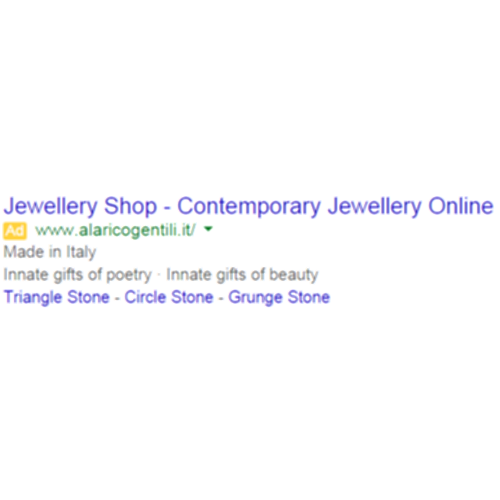 Jewellery Shop - Contemporary Jewellery Online
Ad www.alaricogentili.it/
Made in Italy
Innate gifts of poetry · Innate gifts of beauty
Triangle Stone - Circle Stone - Grunge Stone